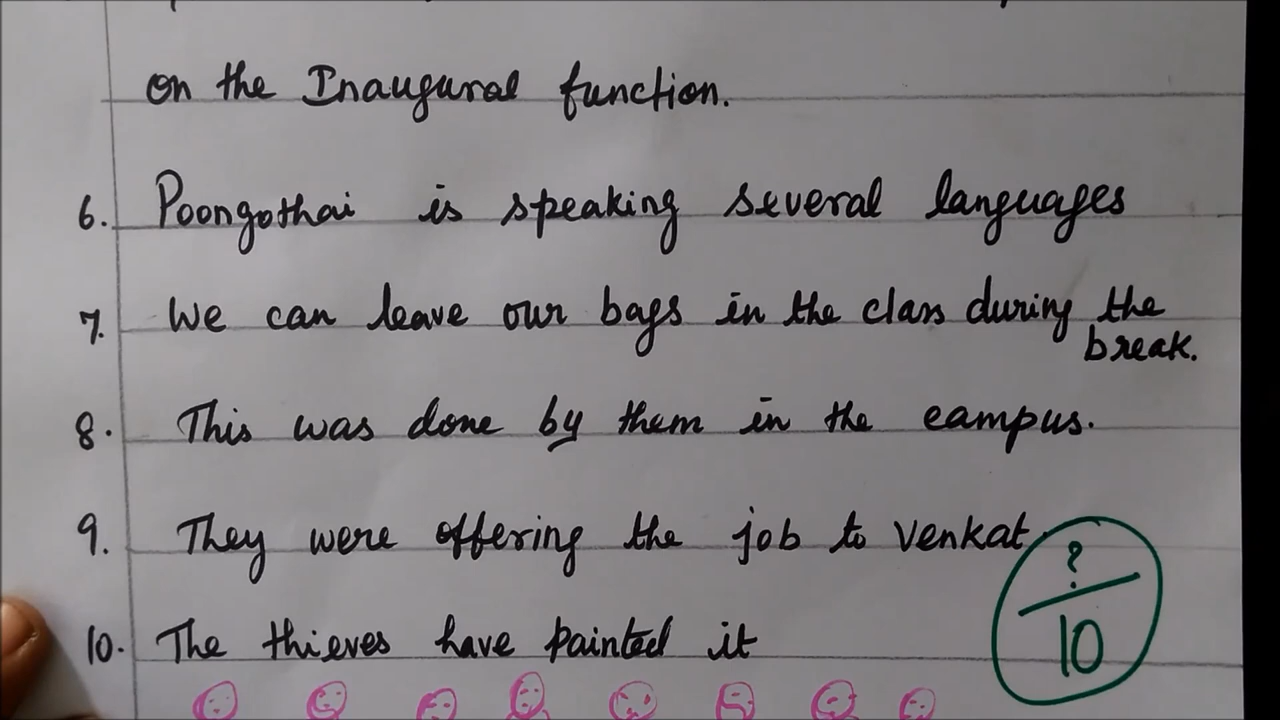 on the Inaugural function.
6. Poongothai is speaking several languages
7. We can leave our bags in the class during the
break.
8. This was done by them in the campus.
9. They were offering the job to Venkat.
?
10
10. The thieves have painted it